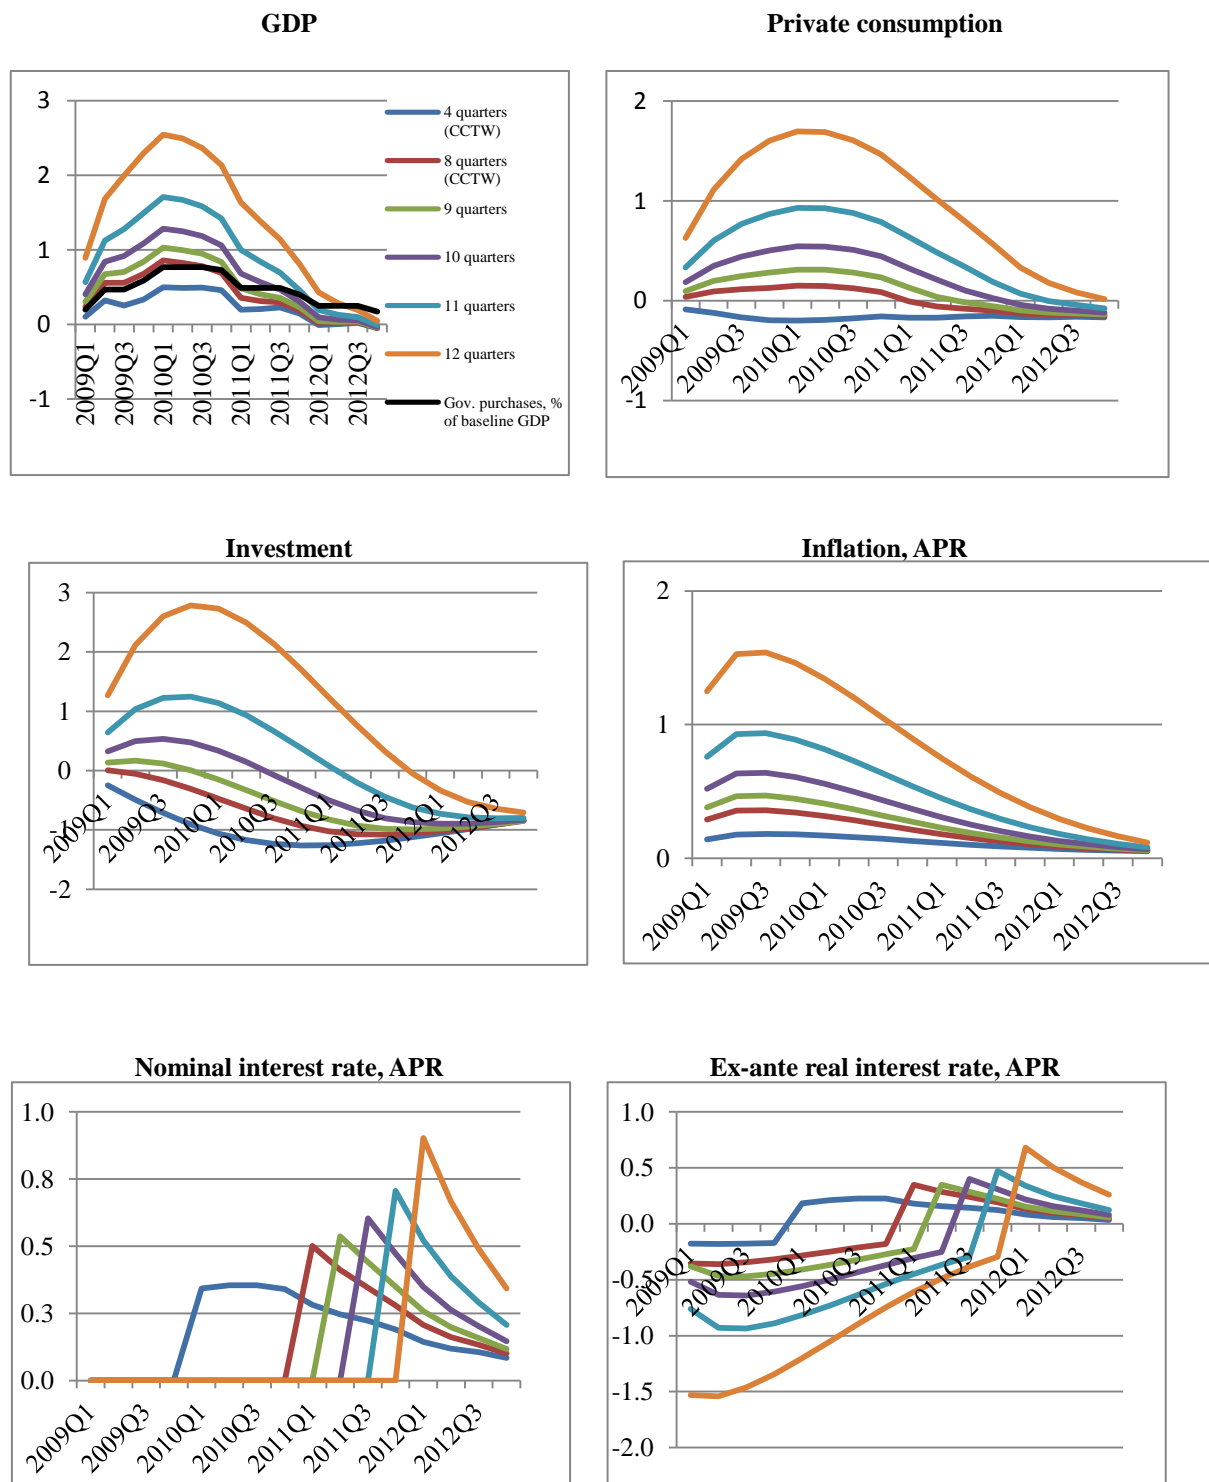 GDP
Private consumption
3
2
1
0
-1
2009Q1
2009Q3
2010Q1
2010Q3
2011Q1
2011Q3
2012Q1
2012Q3
4 quarters
(CCTW)
8 quarters
(CCTW)
9 quarters
10 quarters
11 quarters
12 quarters
Gov. purchases, %
of baseline GDP
2
1
0
-1
2009Q1
2009Q3
2010Q1
2010Q3
2011Q1
2011Q3
2012Q1
2012Q3
Investment
Inflation, APR
3
2
1
0
-1
-2
2009Q1
2009Q3
2010Q1
2010Q3
2011Q1
2011Q3
2012Q1
2012Q3
2
1
0
2009Q1
2009Q3
2010Q1
2010Q3
2011Q1
2011Q3
2012Q1
2012Q3
Nominal interest rate, APR
Ex-ante real interest rate, APR
1.0
0.8
0.5
0.3
0.0
2009Q1
2009Q3
2010Q1
2010Q3
2011Q1
2011Q3
2012Q1
2012Q3
1.0
0.5
0.0
-0.5
-1.0
-1.5
-2.0
2009Q1
2009Q3
2010Q1
2010Q3
2011Q1
2011Q3
2012Q1
2012Q3